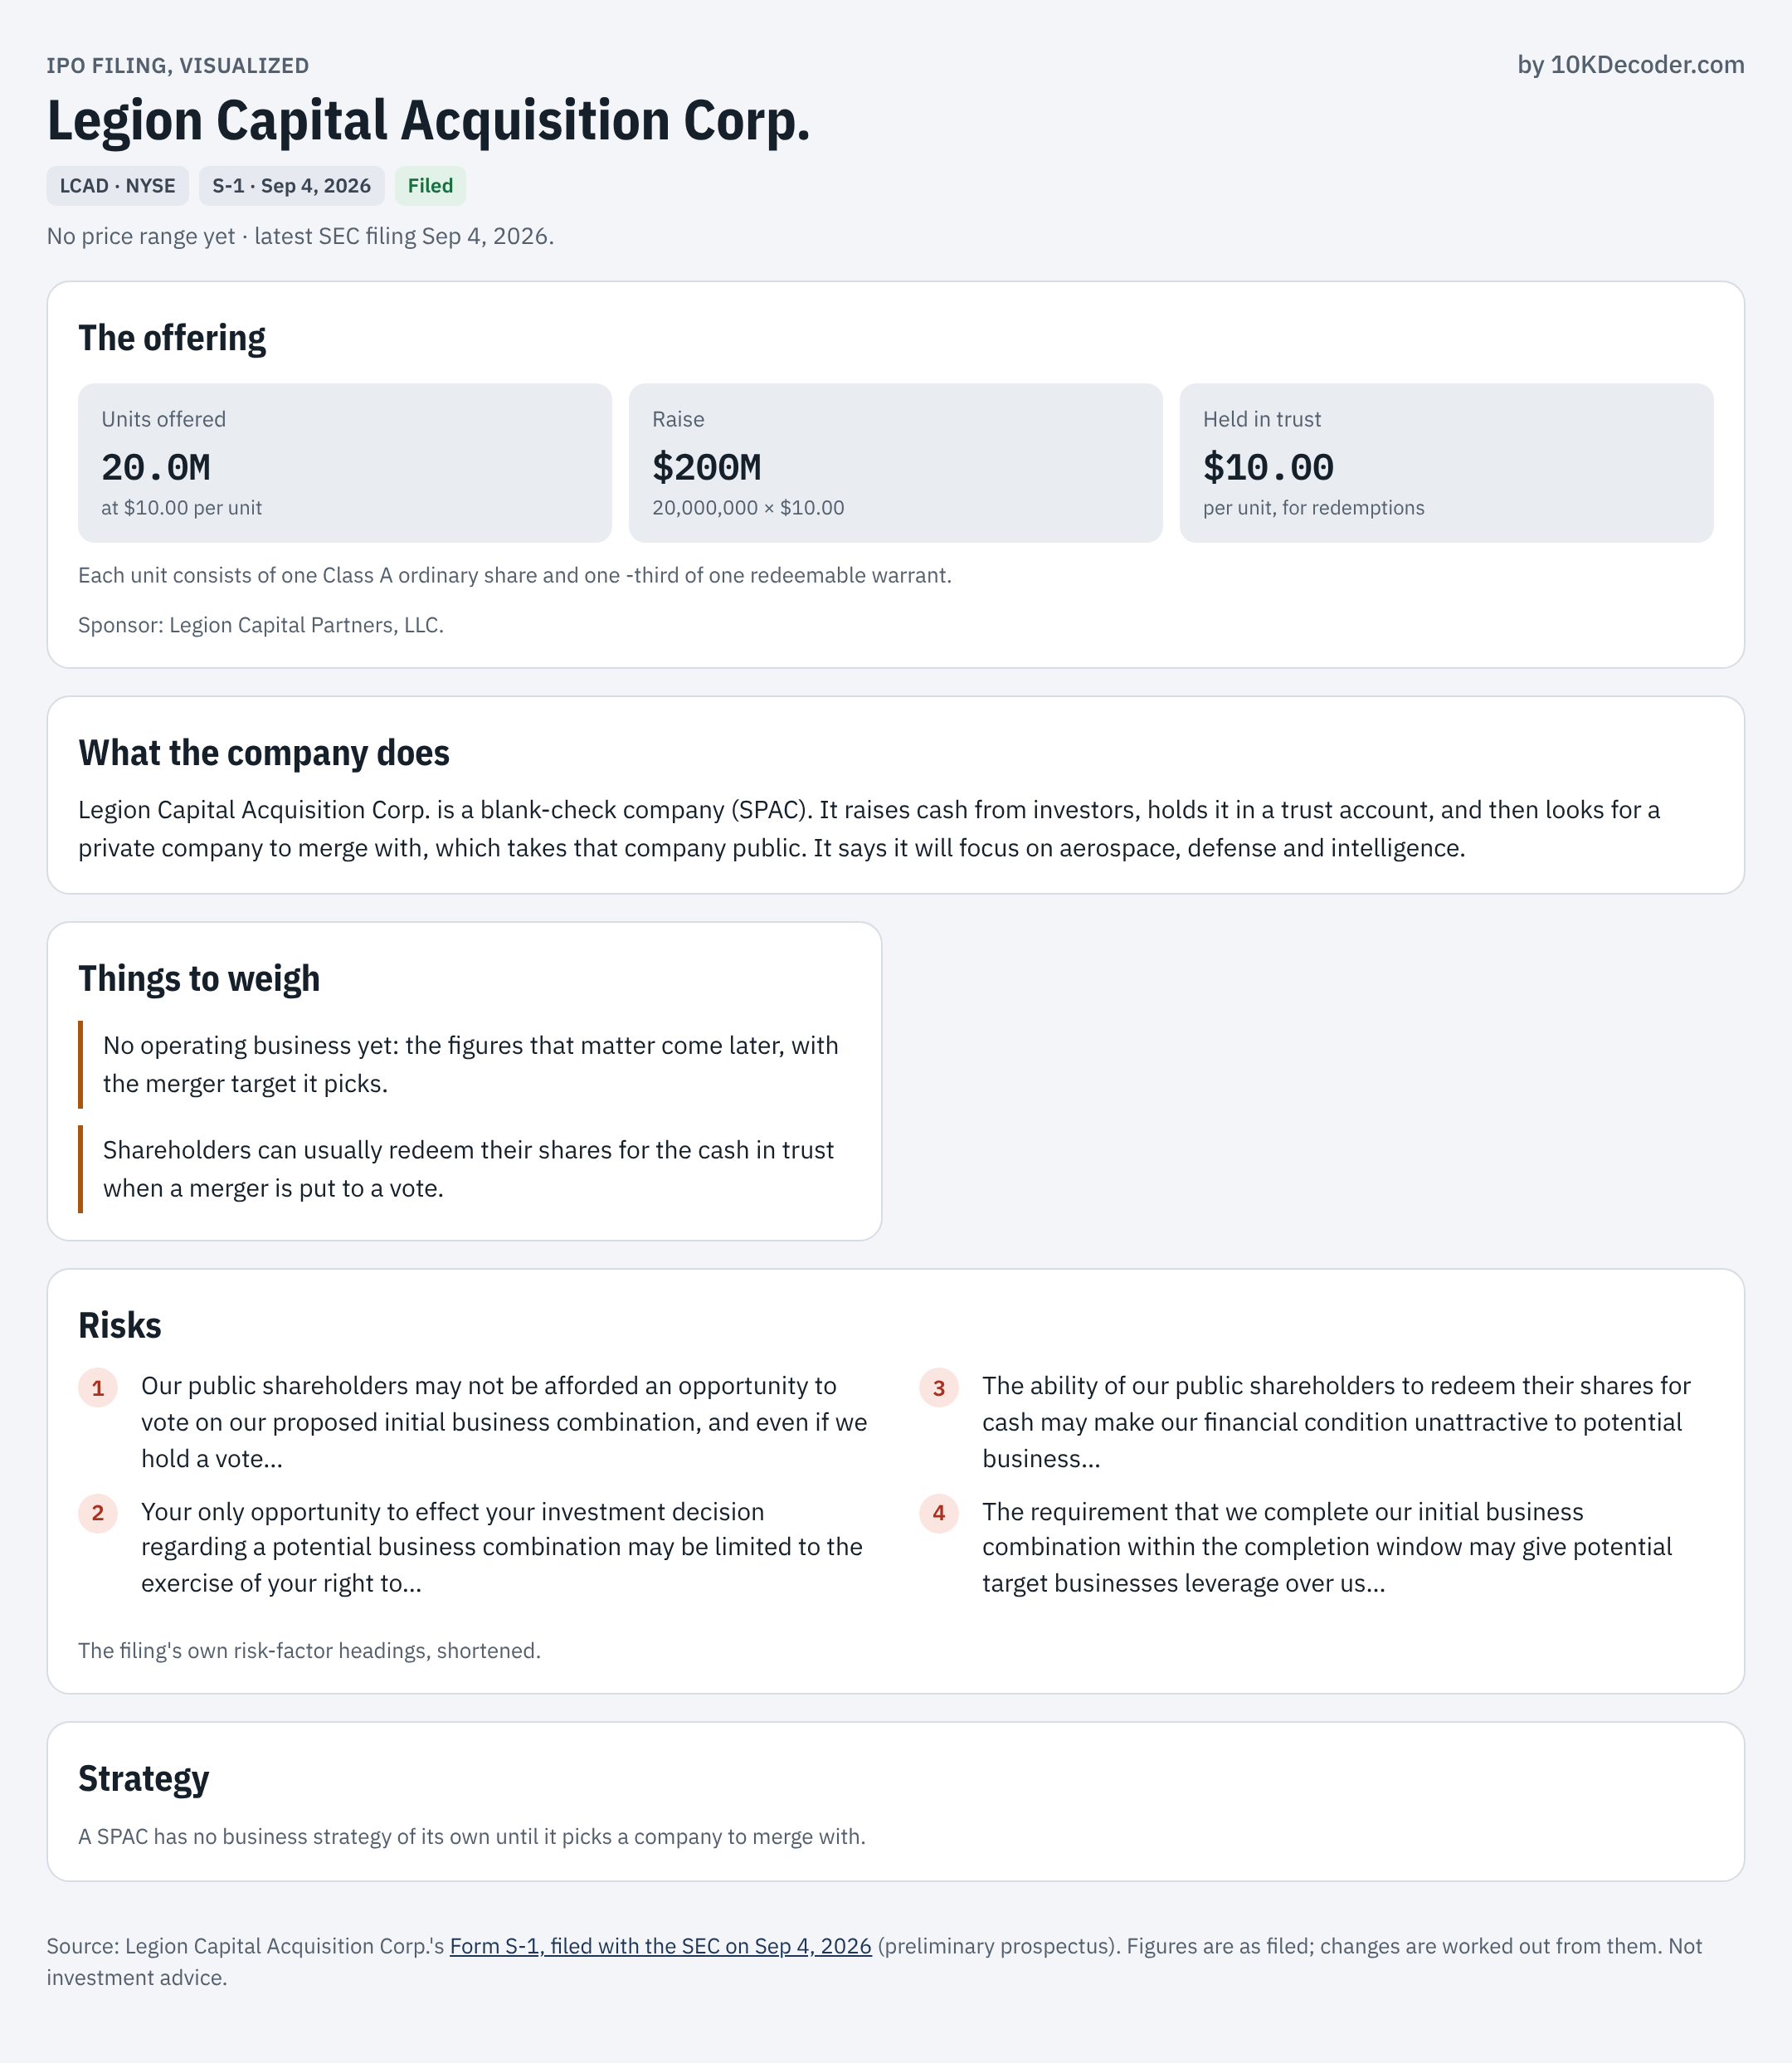 IPO FILING, VISUALIZED
by 10KDecoder.com
Legion Capital Acquisition Corp.
LCAD · NYSE
S-1 · Sep 4, 2026
Filed
No price range yet · latest SEC filing Sep 4, 2026.
The offering
Units offered
20.0M
at $10.00 per unit
Raise
$200M
20,000,000 × $10.00
Held in trust
$10.00
per unit, for redemptions
Each unit consists of one Class A ordinary share and one -third of one redeemable warrant.
Sponsor: Legion Capital Partners, LLC.
What the company does
Legion Capital Acquisition Corp. is a blank-check company (SPAC). It raises cash from investors, holds it in a trust account, and then looks for a
private company to merge with, which takes that company public. It says it will focus on aerospace, defense and intelligence.
Things to weigh
No operating business yet: the figures that matter come later, with
the merger target it picks.
Shareholders can usually redeem their shares for the cash in trust
when a merger is put to a vote.
Risks
1
Our public shareholders may not be afforded an opportunity to
vote on our proposed initial business combination, and even if we
hold a vote...
2
Your only opportunity to effect your investment decision
regarding a potential business combination may be limited to the
exercise of your right to...
3
The ability of our public shareholders to redeem their shares for
cash may make our financial condition unattractive to potential
business...
4
The requirement that we complete our initial business
combination within the completion window may give potential
target businesses leverage over us...
The filing's own risk-factor headings, shortened.
Strategy
A SPAC has no business strategy of its own until it picks a company to merge with.
Source: Legion Capital Acquisition Corp.'s Form S-1, filed with the SEC on Sep 4, 2026 (preliminary prospectus). Figures are as filed; changes are worked out from them. Not
investment advice.